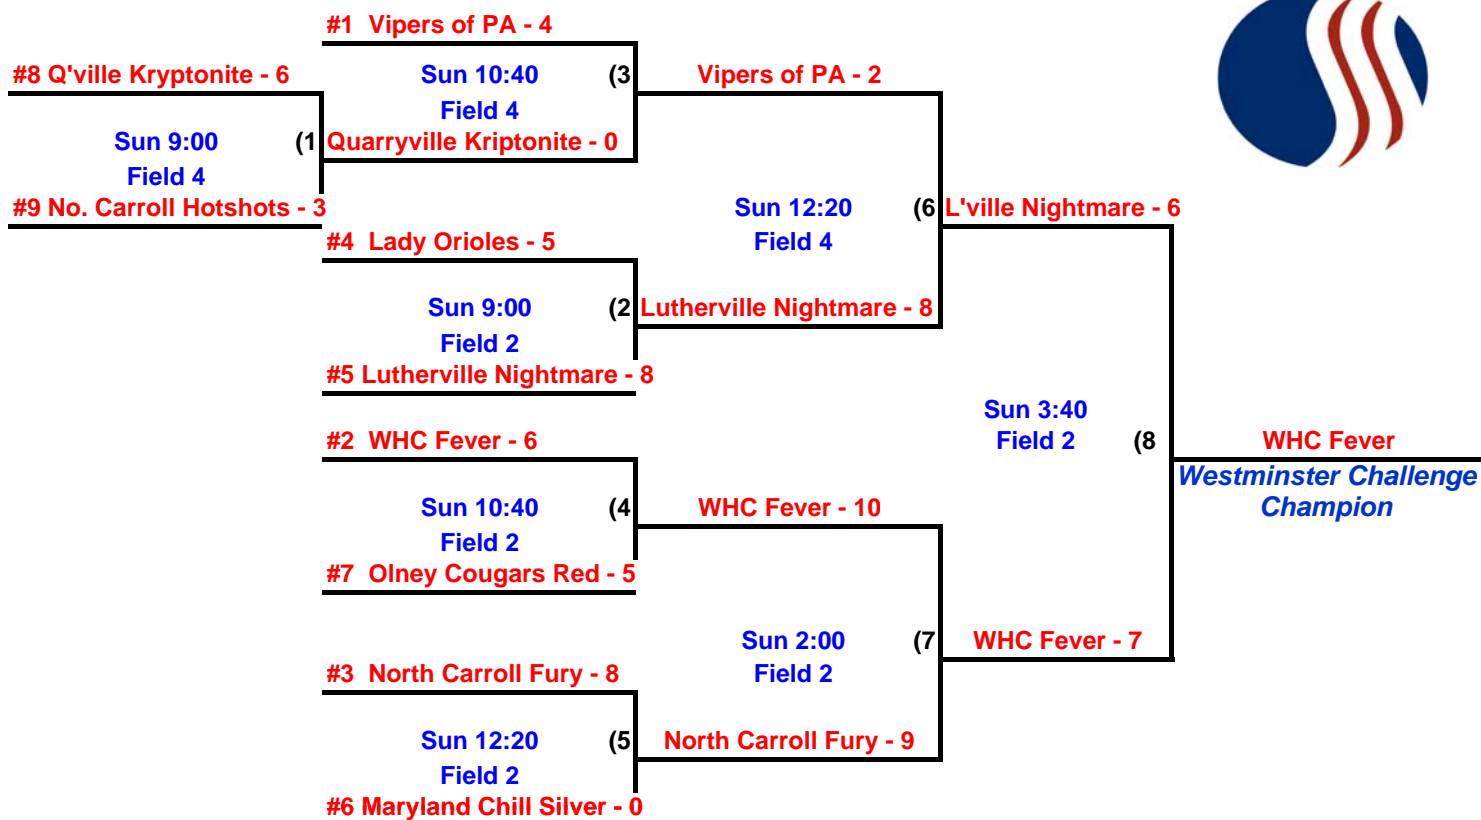 #1 Vipers of PA - 4
#8 Q'ville Kryptonite - 6
Sun 10:40
(3
Vipers of PA - 2
Field 4
Sun 9:00
(1
Quarryville Kriptonite - 0
Field 4
#9 No. Carroll Hotshots - 3
Sun 12:20
(6
L'ville Nightmare - 6
Field 4
#4 Lady Orioles - 5
Sun 9:00
(2
Lutherville Nightmare - 8
Field 2
#5 Lutherville Nightmare - 8
Sun 3:40
Field 2
(8
WHC Fever
Westminster Challenge
Champion
#2 WHC Fever - 6
Sun 10:40
(4
WHC Fever - 10
Field 2
#7 Olney Cougars Red - 5
Sun 2:00
(7
WHC Fever - 7
Field 2
#3 North Carroll Fury - 8
Sun 12:20
(5
North Carroll Fury - 9
Field 2
#6 Maryland Chill Silver - 0